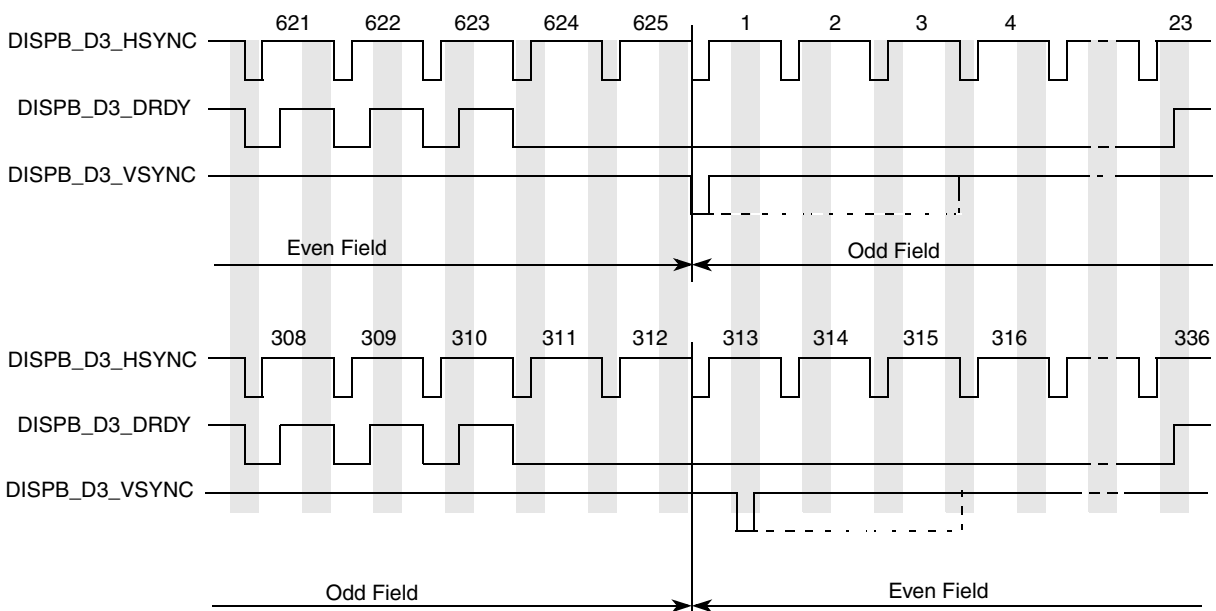 621 622 623 624 625 1 2 3 4 23
DISPB_D3_HSYNC
DISPB_D3_DRDY
DISPB_D3_VSYNC
Even Field Odd Field
308 309 310 311 312 313 314 315 316 336
DISPB_D3_HSYNC
DISPB_D3_DRDY
DISPB_D3_VSYNC
Odd Field Even Field